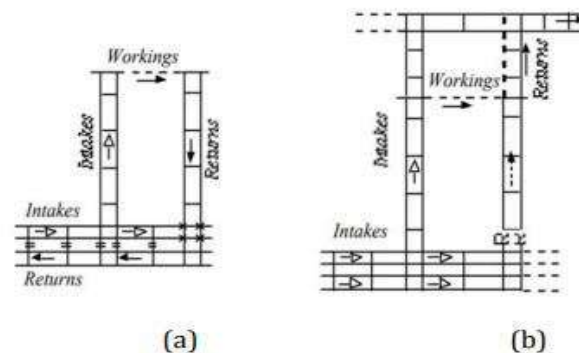 Workings
Intakes
Returns
Intakes
Returns
(a)
Workings
Returns
Intakes
Intakes
R
(b)